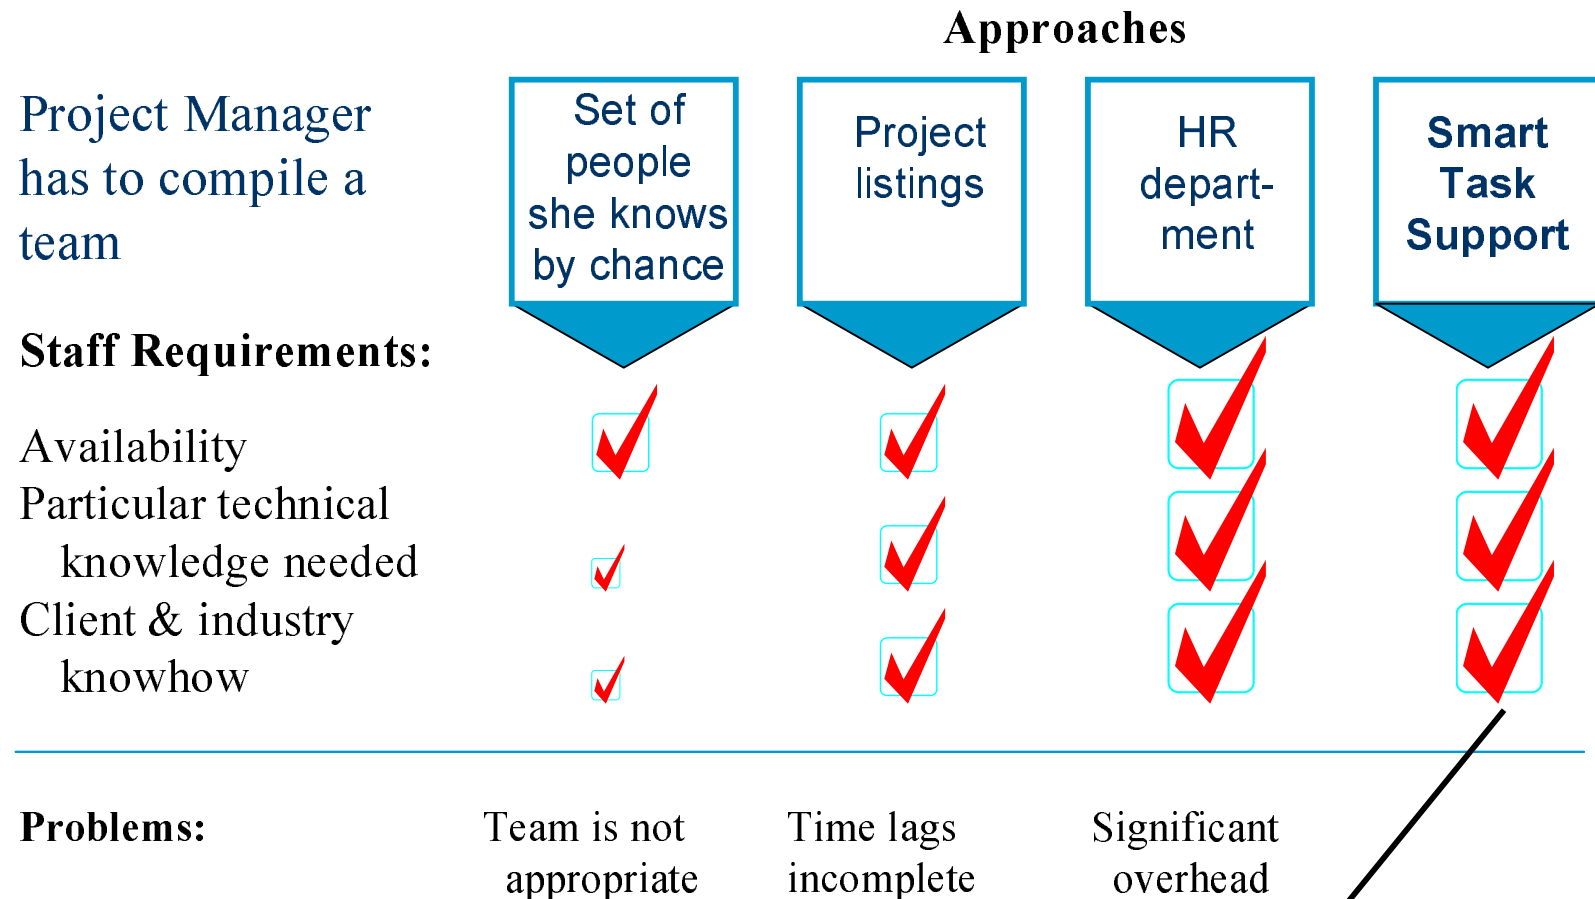 Approaches
Project Manager
has to compile a
team
Set of
people
she knows
by chance
Project
listings
HR
depart-
ment
Smart
Task
Support
Staff Requirements:
Availability
Particular technical
knowledge needed
Client & industry
knowhow
Problems:
Team is not
appropriate
Time lags
incomplete
Significant
overhead